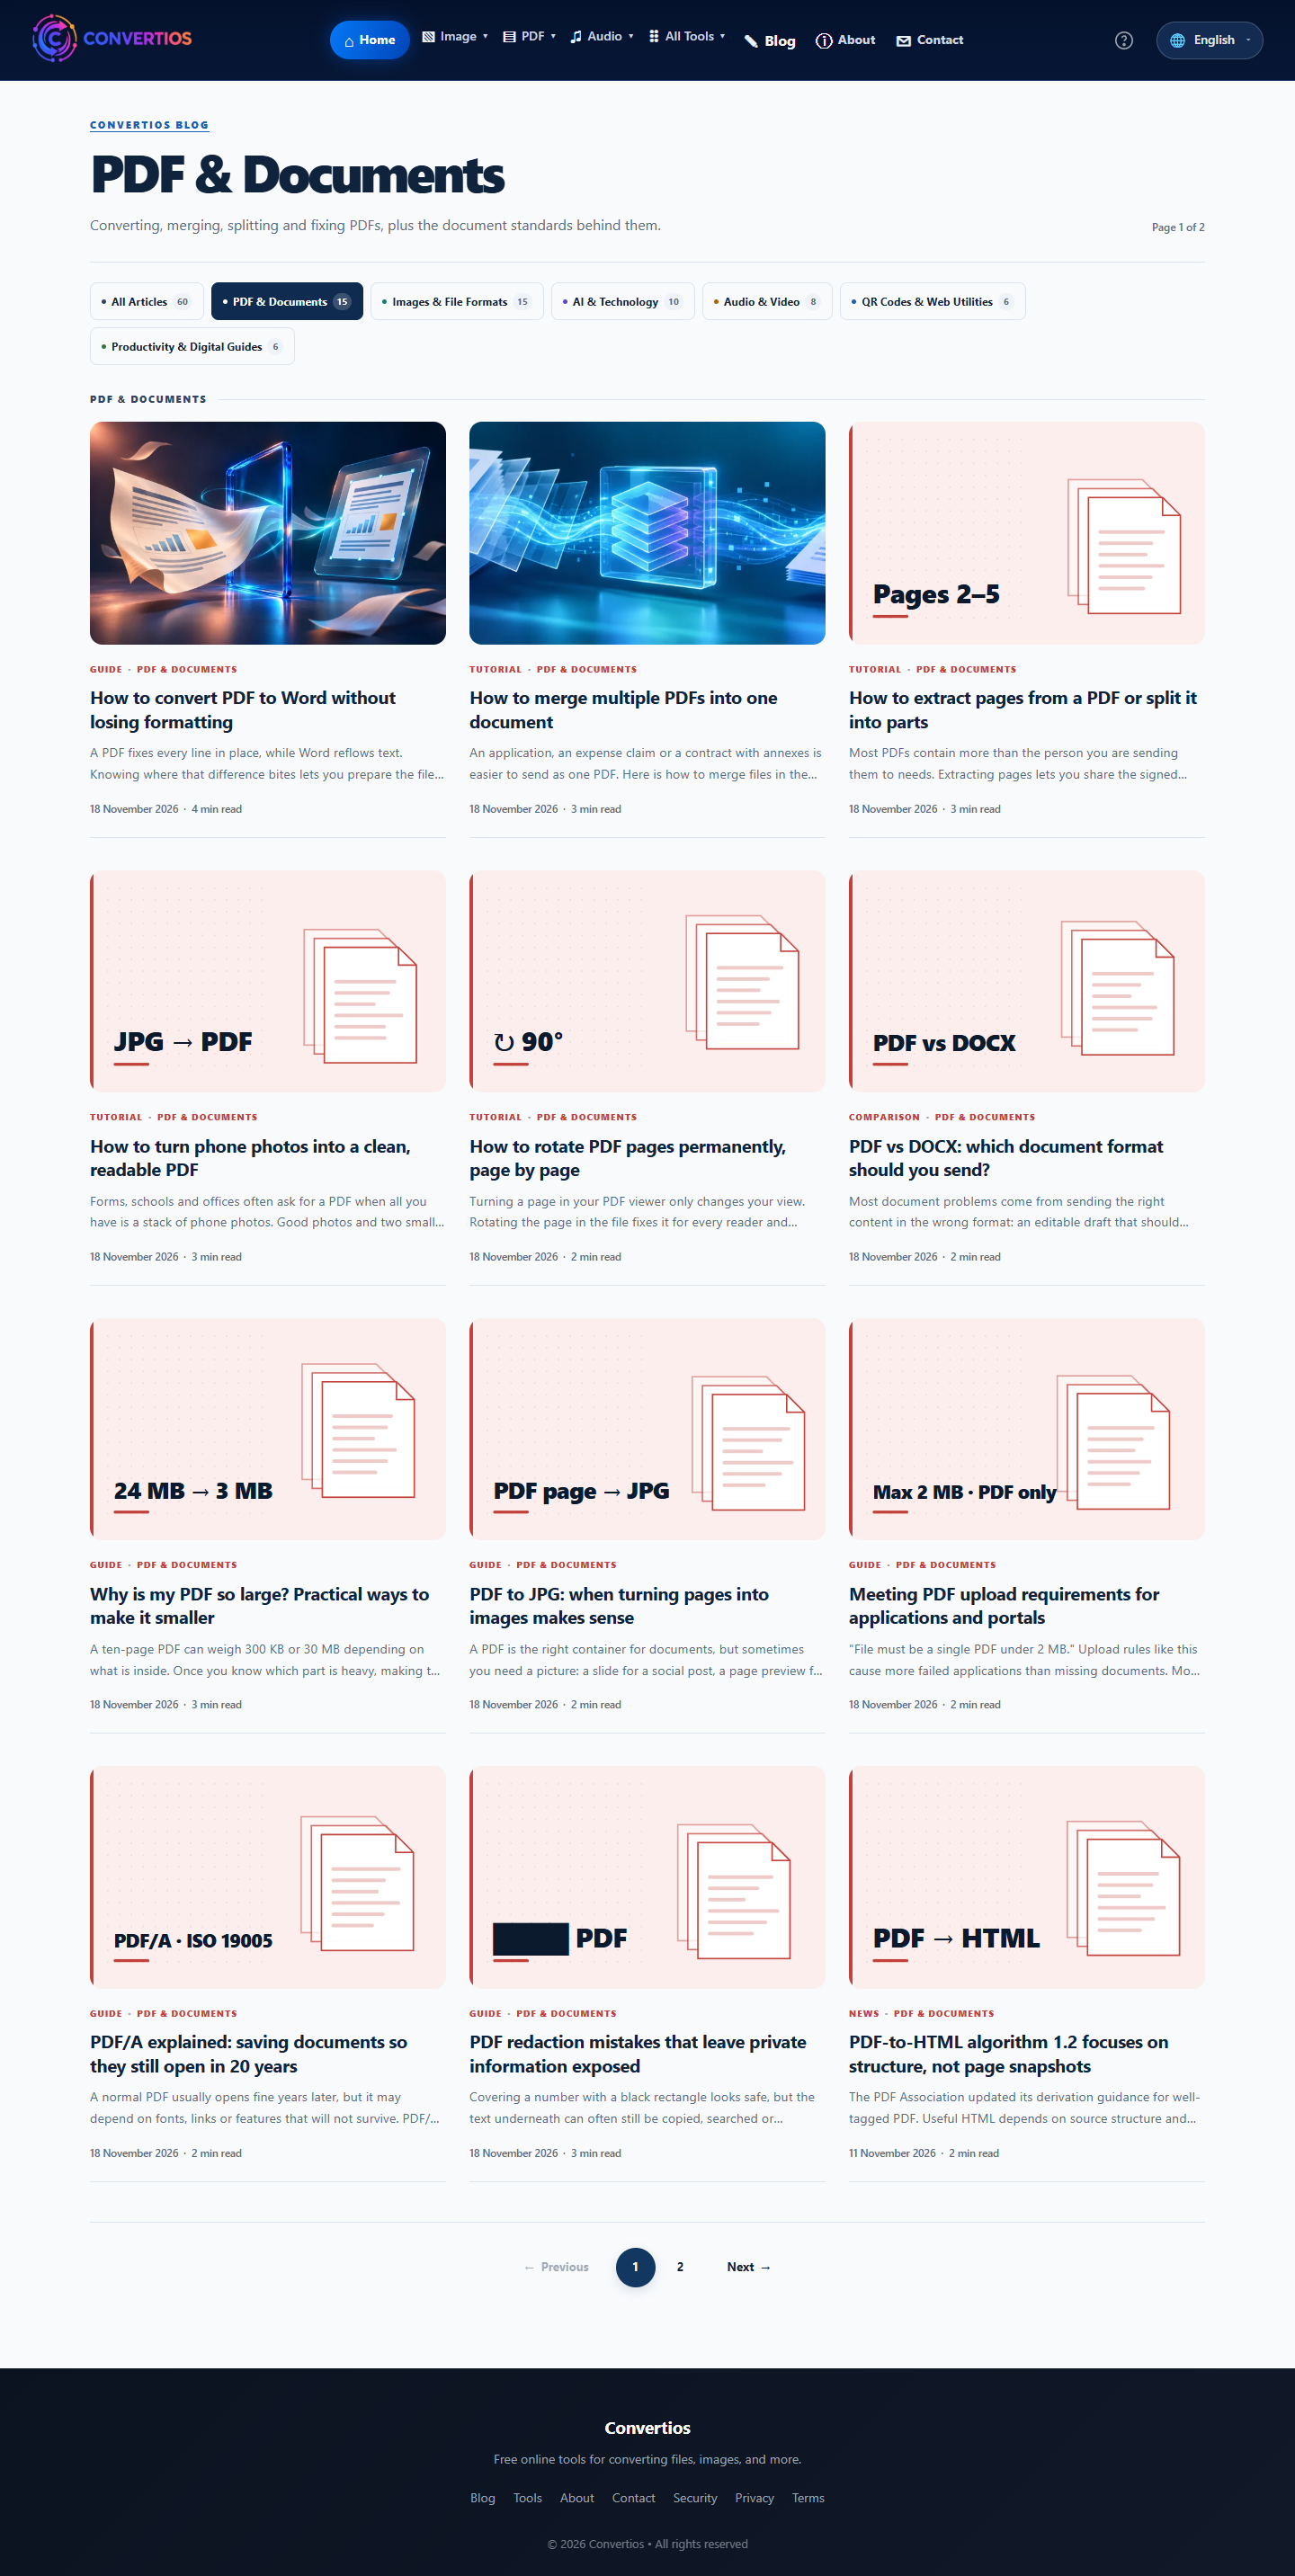 CONVERTIOS
Home
Image
PDF
Audio
All Tools
Blog
About
Contact
English
CONVERTIOS BLOG
PDF & Documents
Converting, merging, splitting and fixing PDFs, plus the document standards behind them.
Page 1 of 2
All Articles 60
PDF & Documents 15
Images & File Formats 15
AI & Technology 10
Audio & Video 8
QR Codes & Web Utilities 6
Productivity & Digital Guides 6
PDF & DOCUMENTS
GUIDE · PDF & DOCUMENTS
How to convert PDF to Word without
losing formatting
A PDF fixes every line in place, while Word reflows text.
Knowing where that difference bites lets you prepare the file...
18 November 2026 · 4 min read
TUTORIAL · PDF & DOCUMENTS
How to merge multiple PDFs into one
document
An application, an expense claim or a contract with annexes is
easier to send as one PDF. Here is how to merge files in the...
18 November 2026 · 3 min read
Pages 2–5
TUTORIAL · PDF & DOCUMENTS
How to extract pages from a PDF or split it
into parts
Most PDFs contain more than the person you are sending
them to needs. Extracting pages lets you share the signed...
18 November 2026 · 3 min read
JPG → PDF
TUTORIAL · PDF & DOCUMENTS
How to turn phone photos into a clean,
readable PDF
Forms, schools and offices often ask for a PDF when all you
have is a stack of phone photos. Good photos and two small...
18 November 2026 · 3 min read
↻ 90°
TUTORIAL · PDF & DOCUMENTS
How to rotate PDF pages permanently,
page by page
Turning a page in your PDF viewer only changes your view.
Rotating the page in the file fixes it for every reader and...
18 November 2026 · 2 min read
PDF vs DOCX
COMPARISON · PDF & DOCUMENTS
PDF vs DOCX: which document format
should you send?
Most document problems come from sending the right
content in the wrong format: an editable draft that should...
18 November 2026 · 2 min read
24 MB → 3 MB
GUIDE · PDF & DOCUMENTS
Why is my PDF so large? Practical ways to
make it smaller
A ten-page PDF can weigh 300 KB or 30 MB depending on
what is inside. Once you know which part is heavy, making t...
18 November 2026 · 3 min read
PDF page → JPG
GUIDE · PDF & DOCUMENTS
PDF to JPG: when turning pages into
images makes sense
A PDF is the right container for documents, but sometimes
you need a picture: a slide for a social post, a page preview f...
18 November 2026 · 2 min read
Max 2 MB · PDF only
GUIDE · PDF & DOCUMENTS
Meeting PDF upload requirements for
applications and portals
"File must be a single PDF under 2 MB." Upload rules like this
cause more failed applications than missing documents. Mo...
18 November 2026 · 2 min read
PDF/A · ISO 19005
GUIDE · PDF & DOCUMENTS
PDF/A explained: saving documents so
they still open in 20 years
A normal PDF usually opens fine years later, but it may
depend on fonts, links or features that will not survive. PDF/...
18 November 2026 · 2 min read
████ PDF
GUIDE · PDF & DOCUMENTS
PDF redaction mistakes that leave private
information exposed
Covering a number with a black rectangle looks safe, but the
text underneath can often still be copied, searched or...
18 November 2026 · 3 min read
PDF → HTML
NEWS · PDF & DOCUMENTS
PDF-to-HTML algorithm 1.2 focuses on
structure, not page snapshots
The PDF Association updated its derivation guidance for well-
tagged PDF. Useful HTML depends on source structure and...
11 November 2026 · 2 min read
← Previous
1
2
Next →
Convertios
Free online tools for converting files, images, and more.
Blog
Tools
About
Contact
Security
Privacy
Terms
© 2026 Convertios • All rights reserved